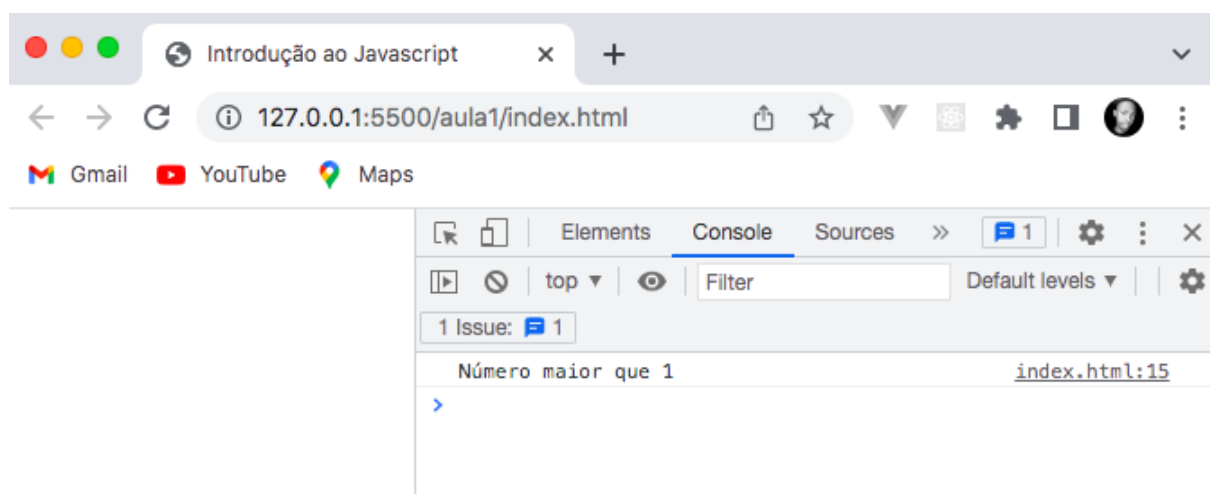 Introdução ao Javascript
127.0.0.1:5500/aula1/index.html
Gmail YouTube Maps
Elements Console Sources 1
top Filter Default levels
1 Issue: 1
Número maior que 1 index.html:15